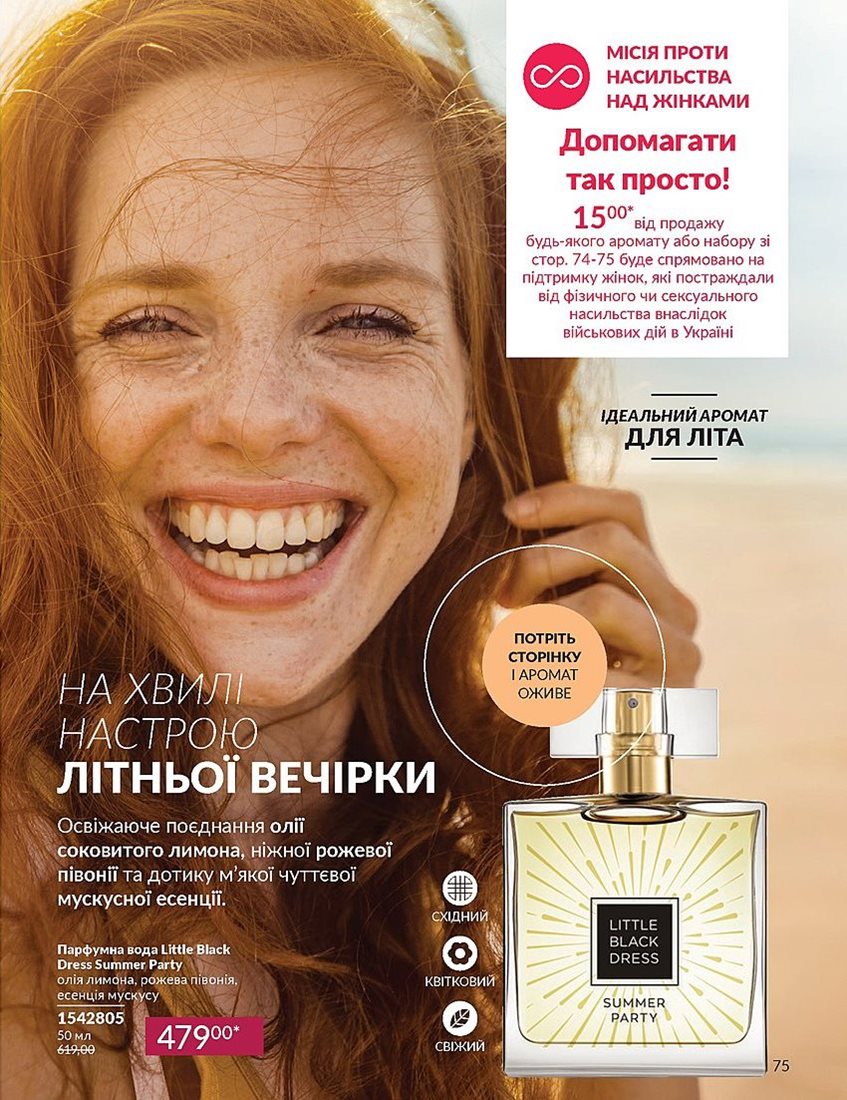 МІСІЯ ПРОТИ
НАСИЛЬСТВА
НАД ЖІНКАМИ
Допомагати
так просто!
15⁰⁰* від продажу
будь-якого аромату або набору зі
стор. 74-75 буде спрямовано на
підтримку жінок, які постраждали
від фізичного чи сексуального
насильства внаслідок
військових дій в Україні
ІДЕАЛЬНИЙ АРОМАТ
ДЛЯ ЛІТА
ПОТРІТЬ
СТОРІНКУ
І АРОМАТ
ОЖИВЕ
НА ХВИЛІ
НАСТРОЮ
ЛІТНЬОЇ ВЕЧІРКИ
Освіжаюче поєднання олії
соковитого лимона, ніжної рожевої
півонії та дотику м’якої чуттєвої
мускусної есенції.
Парфумна вода Little Black
Dress Summer Party
олія лимона, рожева півонія,
есенція мускусу
1542805
50 мл
619,00
479⁰⁰*
СХІДНИЙ
КВІТКОВИЙ
СВІЖИЙ
LITTLE
BLACK
DRESS
SUMMER
PARTY
75